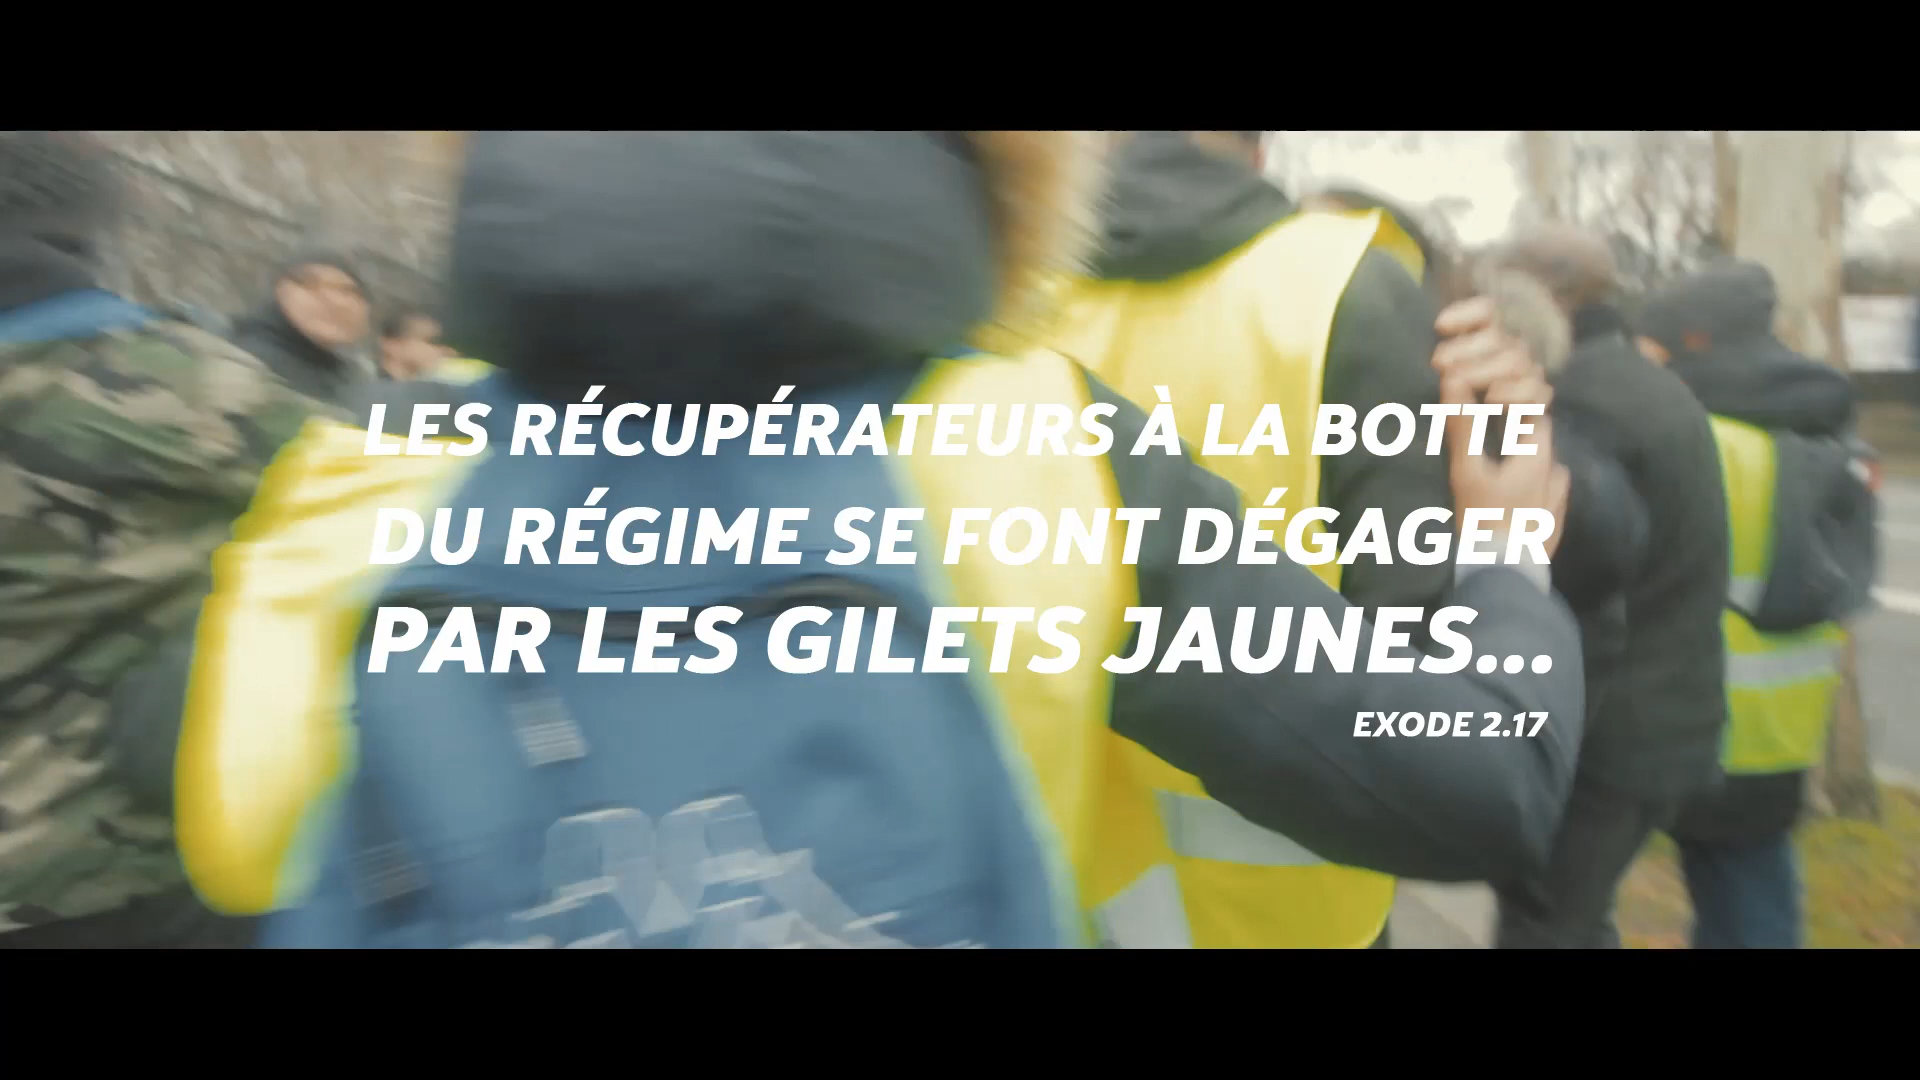 LES RÉCUPÉRATEURS À LA BOTTE
DU RÉGIME SE FONT DÉGAGER
PAR LES GILETS JAUNES...
EXODE 2.17